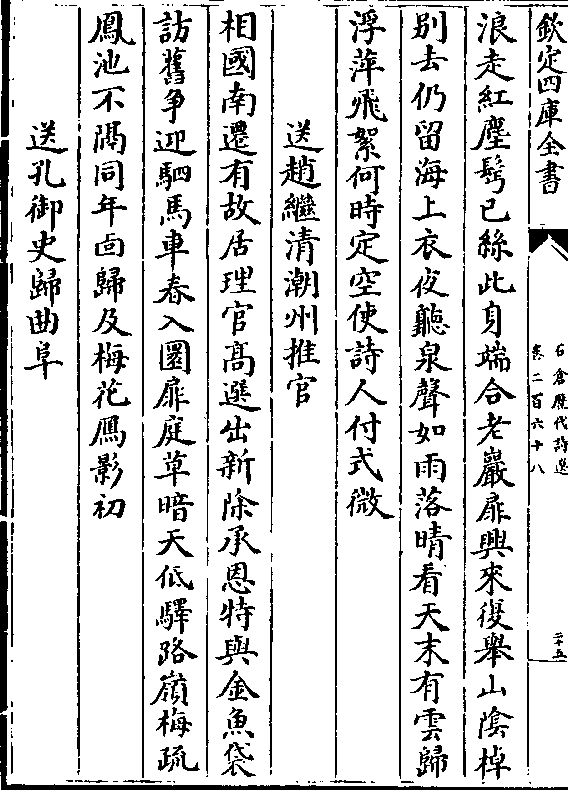 欽定四庫全書
石倉歷代詩選
卷二百六十八
二十五
浪走紅塵鬢已絲此身端合老巖扉興來復舉山陰棹
别去仍留海上衣夜聽泉聲如雨落晴看天末有雲歸
浮萍飛絮何時定空使詩人付式微
送趙繼清潮州推官
相國南遷有故居理官髙選出新除承恩特與金魚袋
訪舊爭迎駟馬車春入圜扉庭草暗天低驛路嶺梅疏
鳳池不隔同年面歸及梅花鴈影初
送孔御史歸曲阜